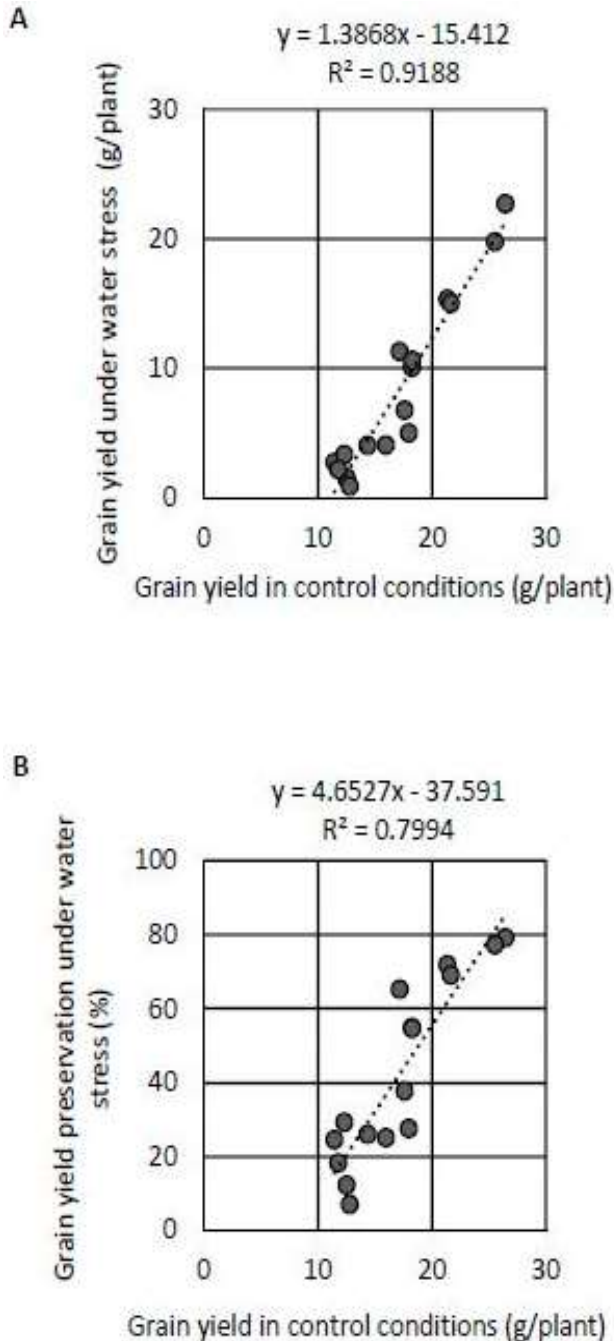 A
y = 1.3868x - 15.412
R² = 0.9188
Grain yield under water stress (g/plant)
30
20
10
0
0 10 20 30
Grain yield in control conditions (g/plant)
B
y = 4.6527x - 37.591
R² = 0.7994
Grain yield preservation under water
stress (%)
100
80
60
40
20
0
0 10 20 30
Grain yield in control conditions (g/plant)